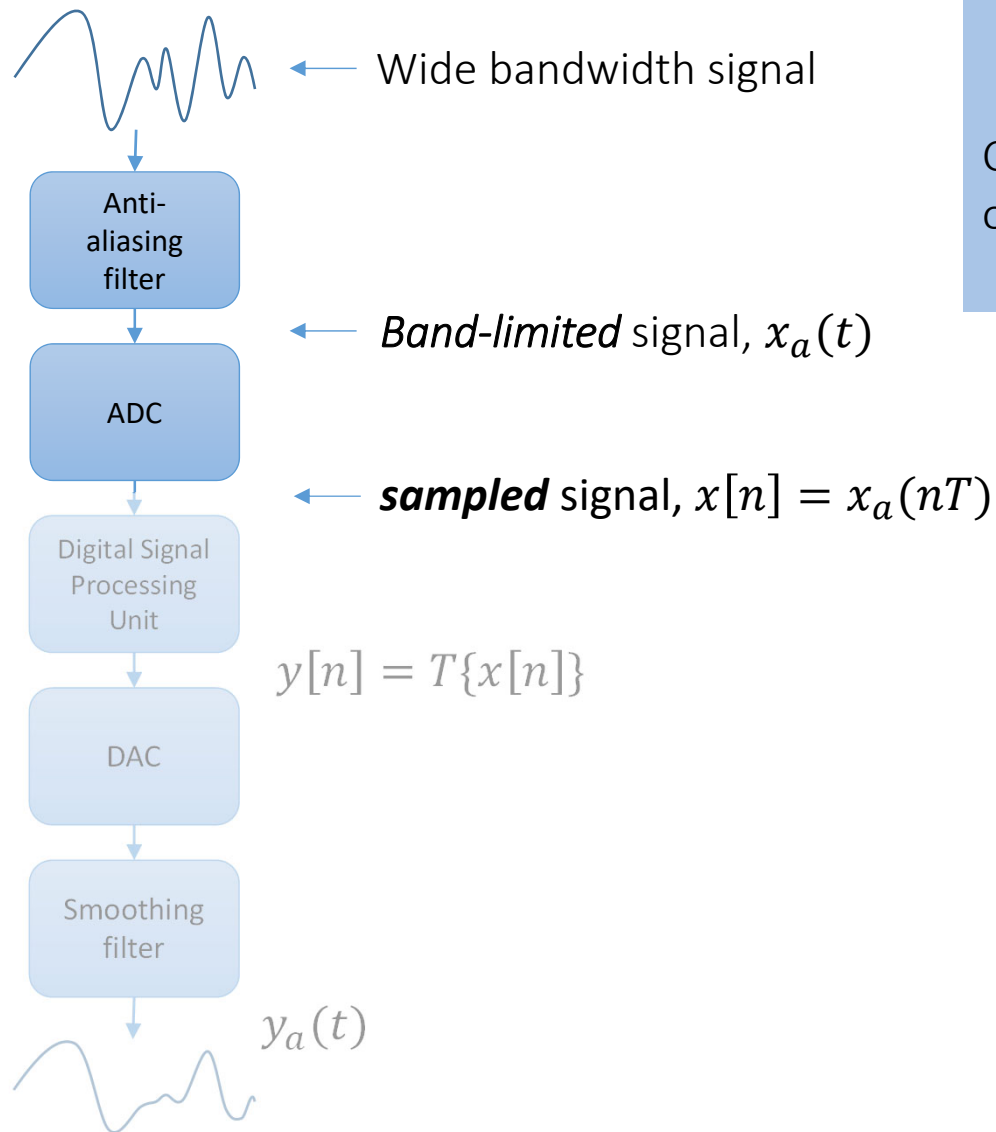 Wide bandwidth signal
Anti-
aliasing
filter
Band-limited signal, x_a(t)
ADC
sampled signal, x[n] = x_a(nT)
Digital Signal
Processing
Unit
y[n] = T{x[n]}
DAC
Smoothing
filter
y_a(t)